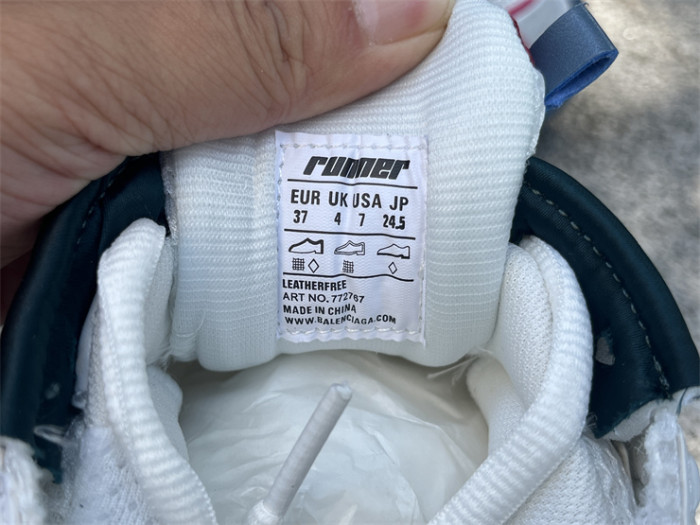 runner
EUR UK USA JP
37 4 7 24.5
LEATHERFREE
ART NO. 772767
MADE IN CHINA
WWW.BALENCIAGA.COM